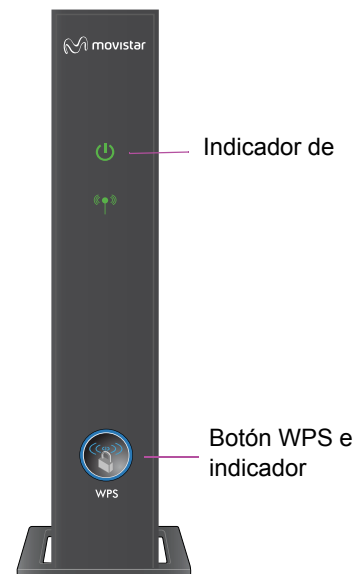 movistar
Indicador de
Botón WPS e
indicador
WPS